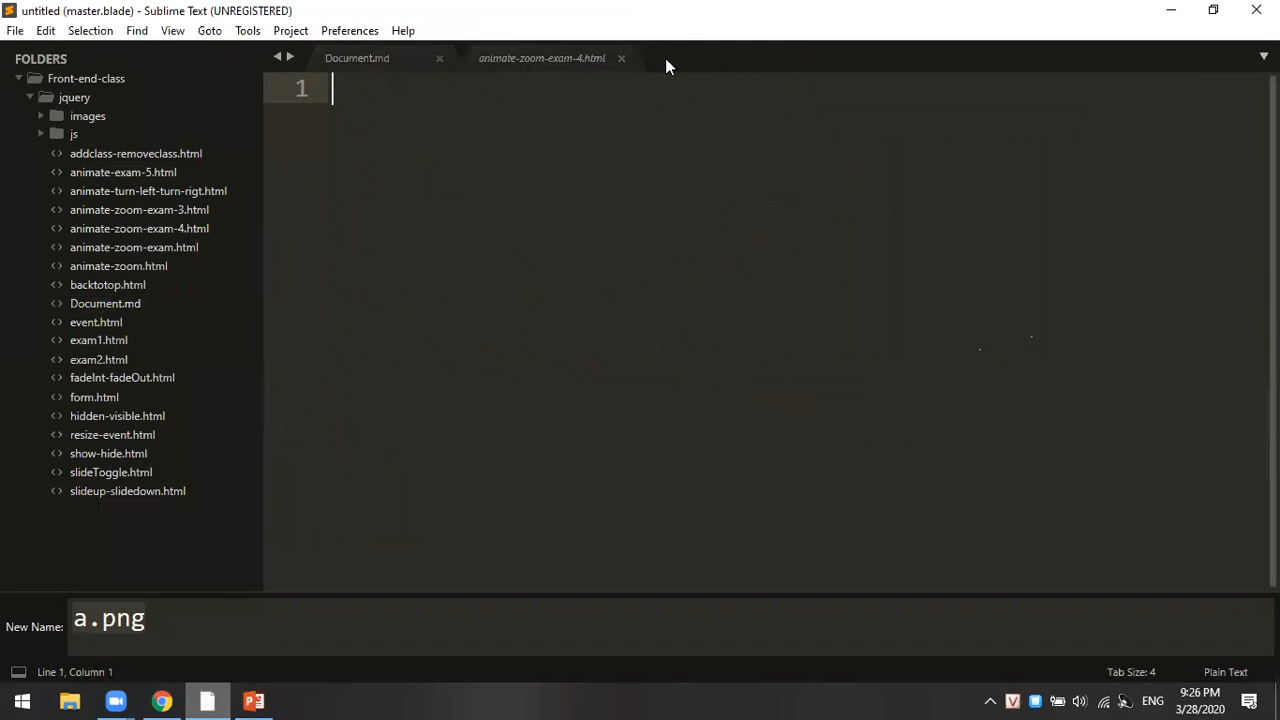 untitled (master.blade) - Sublime Text (UNREGISTERED)
File Edit Selection Find View Goto Tools Project Preferences Help
FOLDERS
Document.md
animate-zoom-exam-4.html
Front-end-class
jquery
images
js
addclass-removeclass.html
animate-exam-5.html
animate-turn-left-turn-rigt.html
animate-zoom-exam-3.html
animate-zoom-exam-4.html
animate-zoom-exam.html
animate-zoom.html
backtotop.html
Document.md
event.html
exam1.html
exam2.html
fadeInt-fadeOut.html
form.html
hidden-visible.html
resize-event.html
show-hide.html
slideToggle.html
slideup-slidedown.html
1
New Name: a.png
Line 1, Column 1
Tab Size: 4
Plain Text
ENG
9:26 PM
3/28/2020